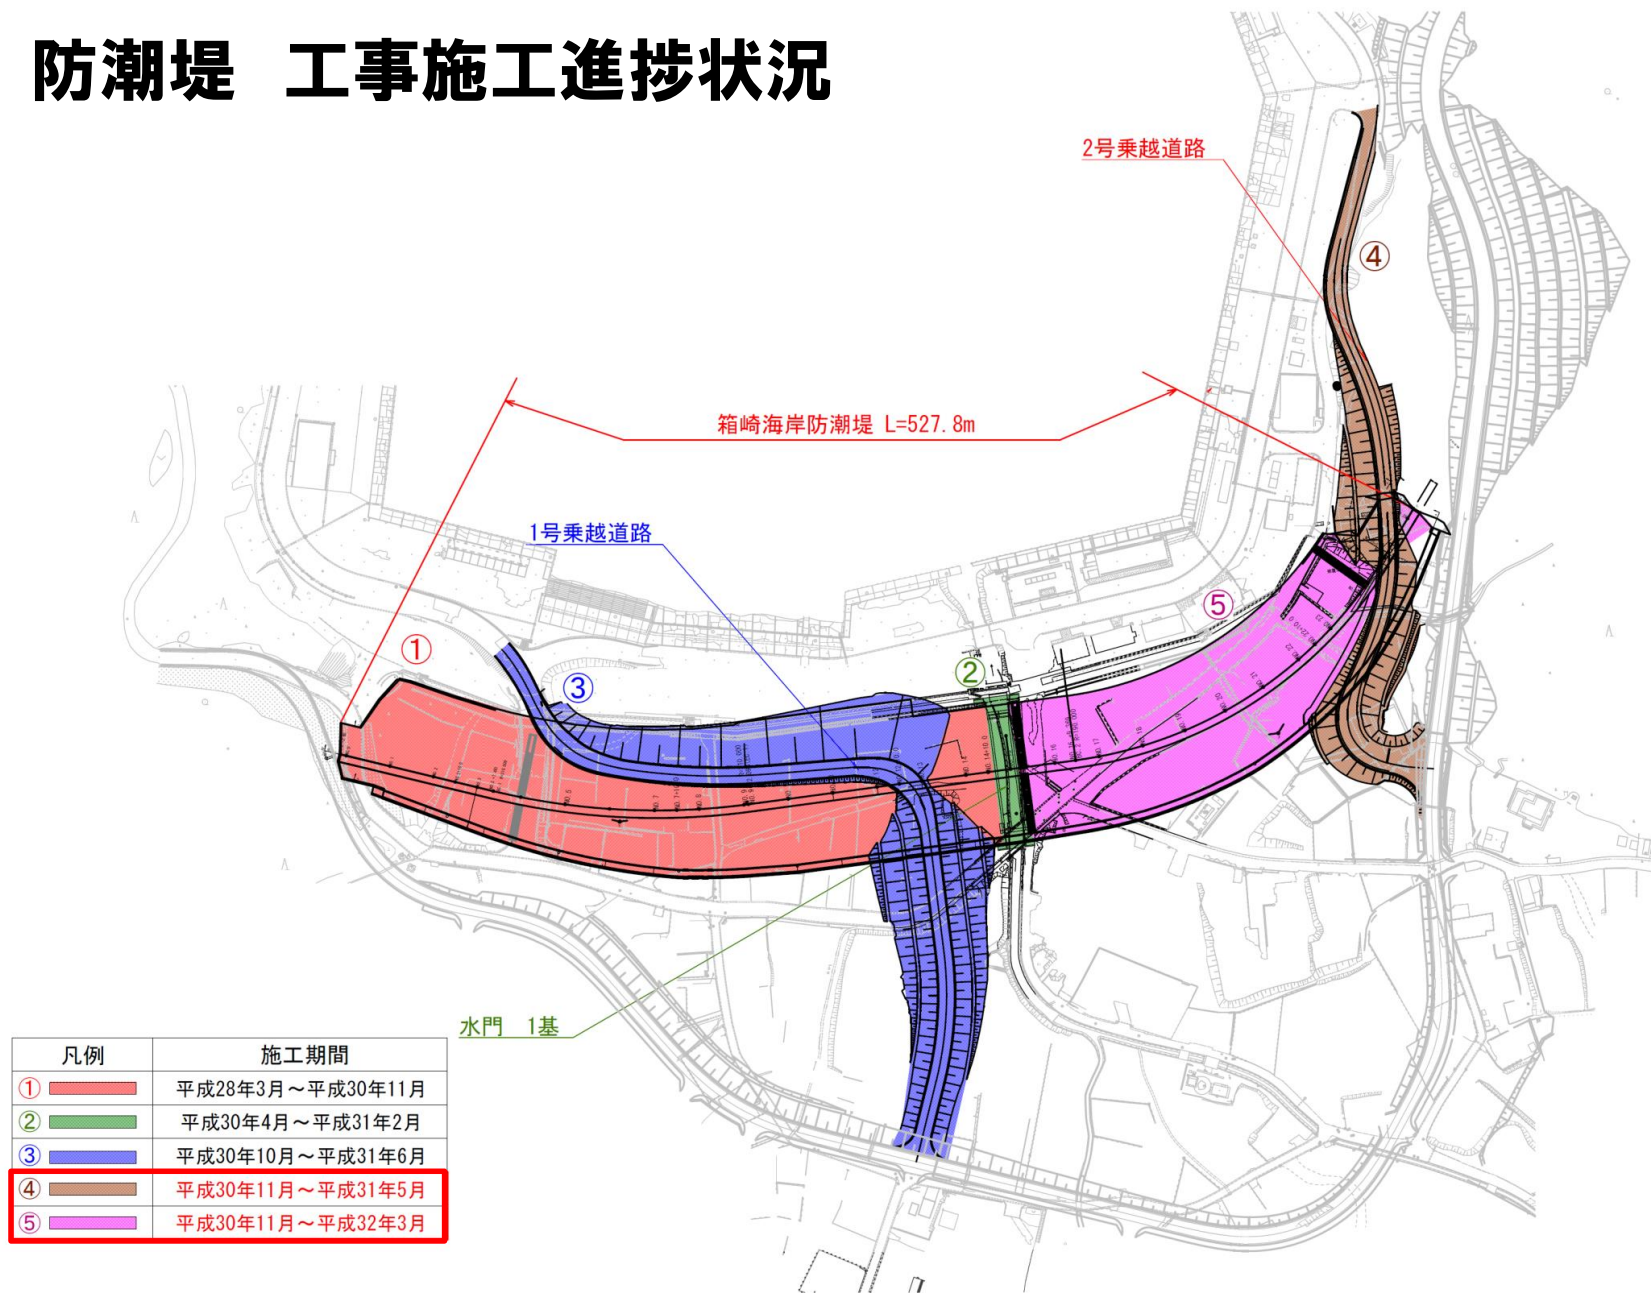 防潮堤　工事施工進捗状況
2号乗越道路
④
箱崎海岸防潮堤 L=527.8m
1号乗越道路
⑤
①
②
③
水門　1基
凡例 施工期間
① 平成28年3月～平成30年11月
② 平成30年4月～平成31年2月
③ 平成30年10月～平成31年6月
④ 平成30年11月～平成31年5月
⑤ 平成30年11月～平成32年3月